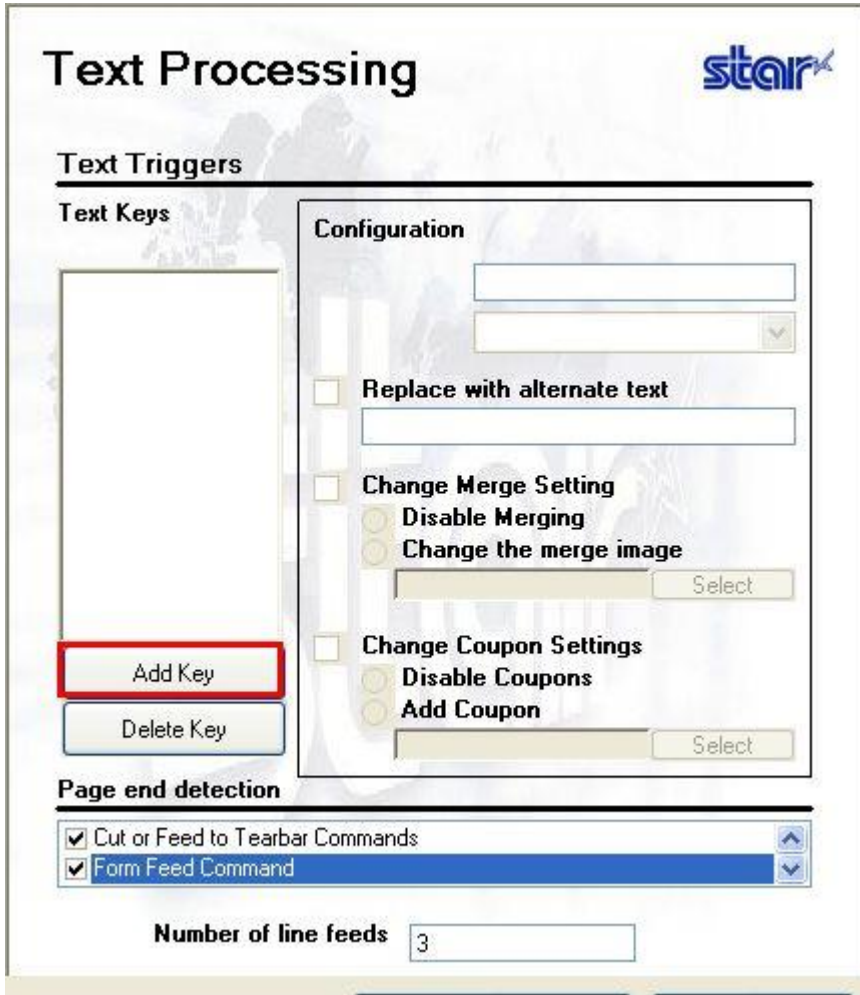 Text Processing
star
Text Triggers
Text Keys
Configuration
Replace with alternate text
Change Merge Setting
Disable Merging
Change the merge image
Select
Add Key
Change Coupon Settings
Disable Coupons
Delete Key
Add Coupon
Select
Page end detection
Cut or Feed to Tearbar Commands
Form Feed Command
Number of line feeds 3